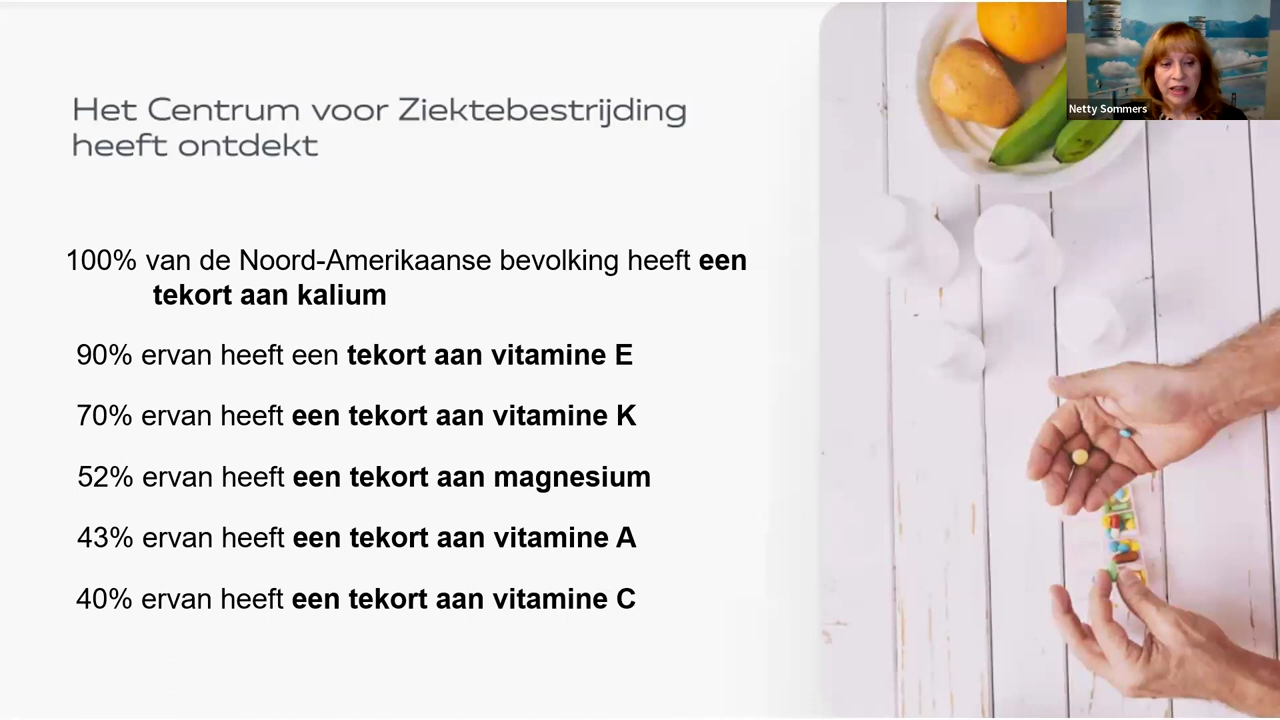 Het Centrum voor Ziektebestrijding
heeft ontdekt
100% van de Noord-Amerikaanse bevolking heeft een
tekort aan kalium
90% ervan heeft een tekort aan vitamine E
70% ervan heeft een tekort aan vitamine K
52% ervan heeft een tekort aan magnesium
43% ervan heeft een tekort aan vitamine A
40% ervan heeft een tekort aan vitamine C
Netty Sommers